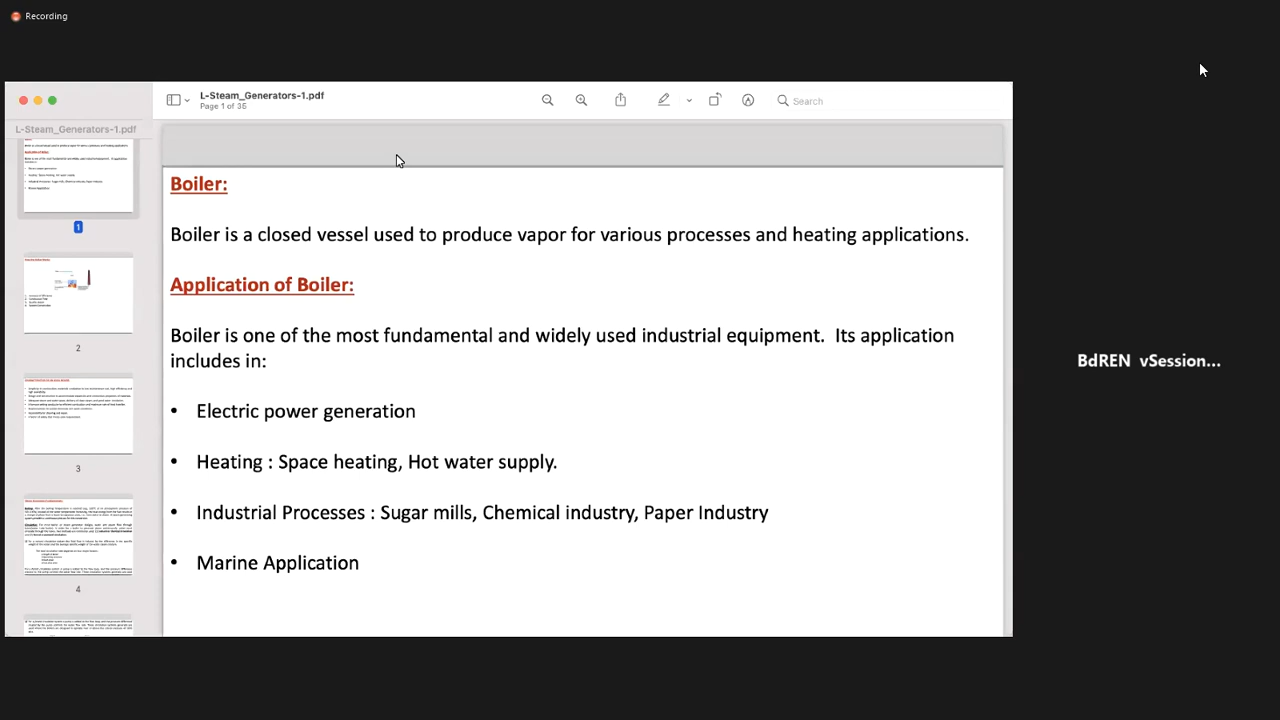 Recording
L-Steam_Generators-1.pdf
Page 1 of 35
Search
L-Steam_Generators-1.pdf
1
2
3
4
Boiler:
Boiler is a closed vessel used to produce vapor for various processes and heating applications.
Application of Boiler:
Boiler is one of the most fundamental and widely used industrial equipment. Its application
includes in:
• Electric power generation
• Heating : Space heating, Hot water supply.
• Industrial Processes : Sugar mills, Chemical industry, Paper Industry
• Marine Application
BdREN vSession...